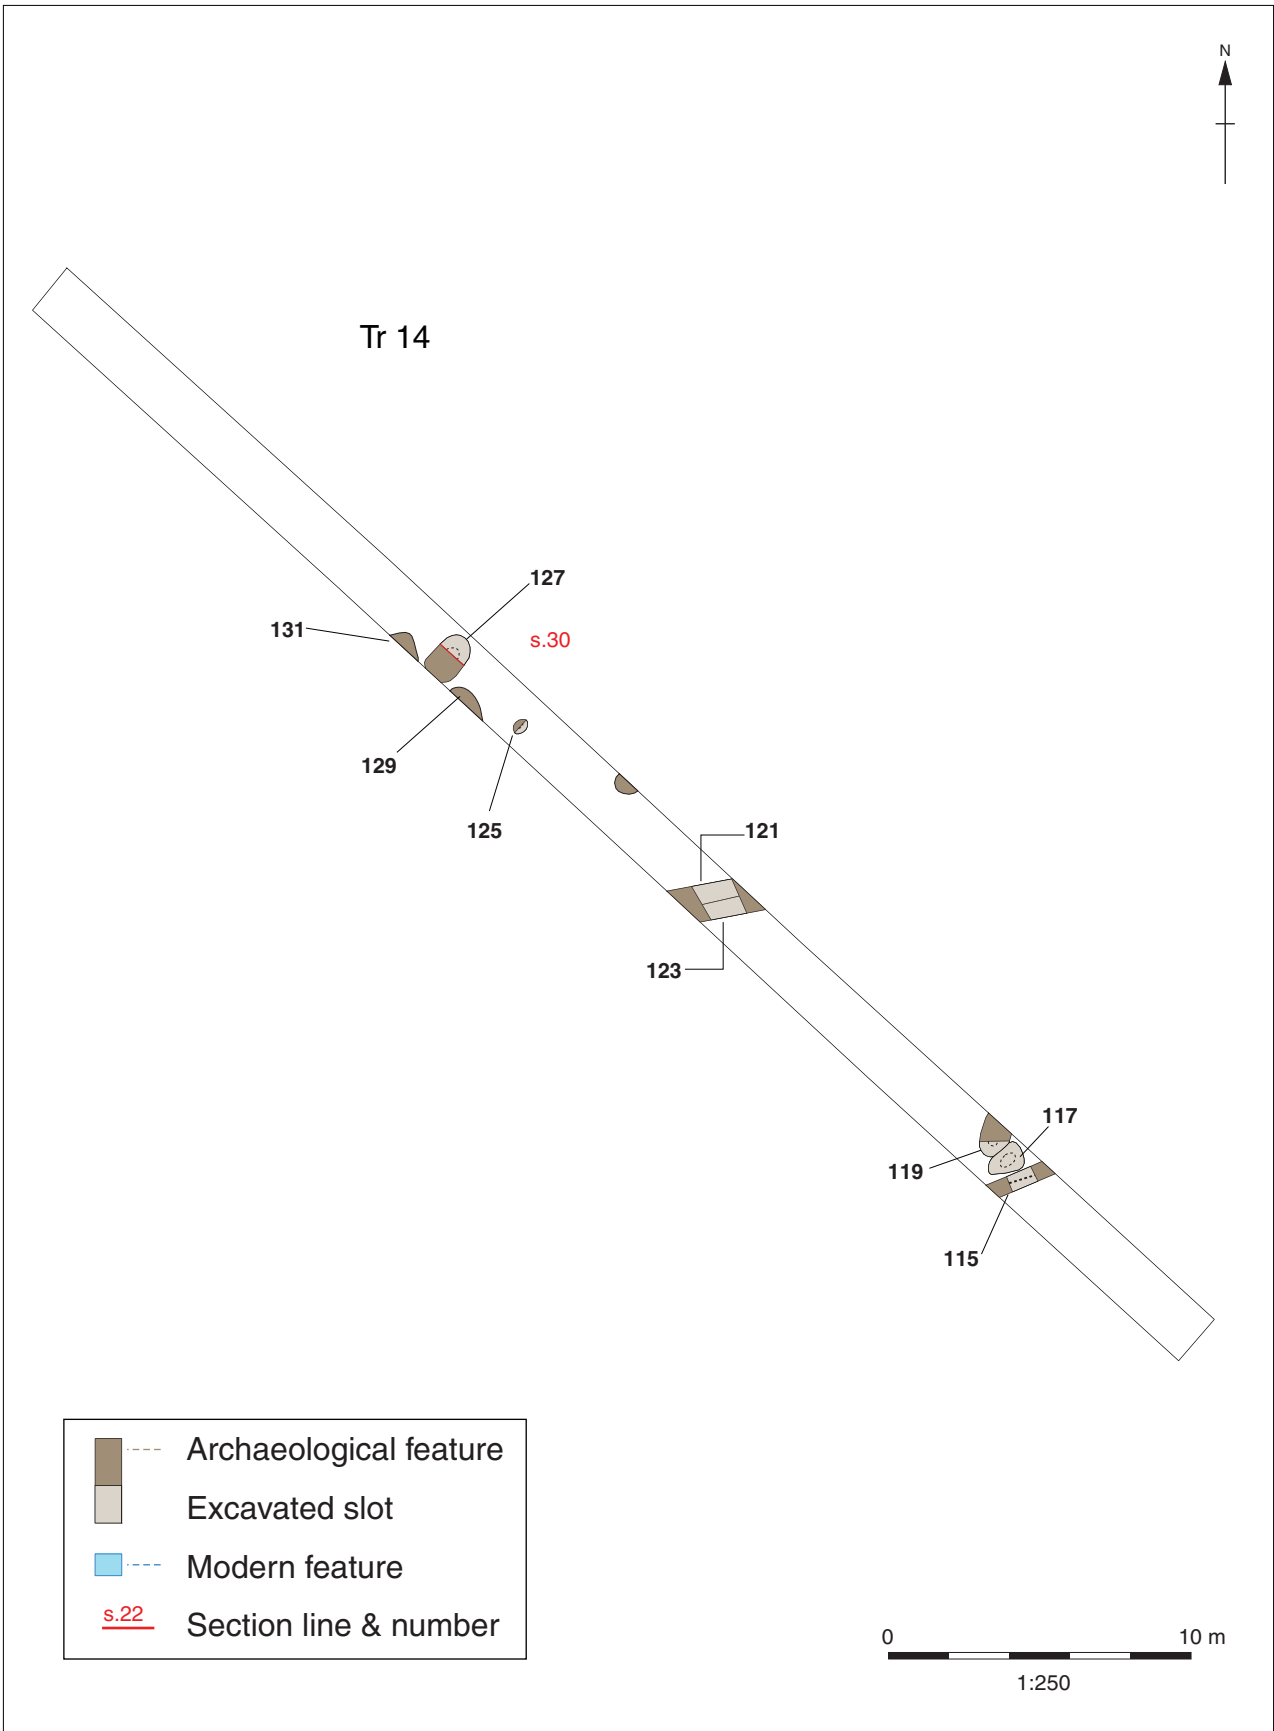 N
Tr 14
127
131
s.30
129
125
121
123
117
119
115
Archaeological feature
Excavated slot
Modern feature
s.22 Section line & number
0 10 m
1:250